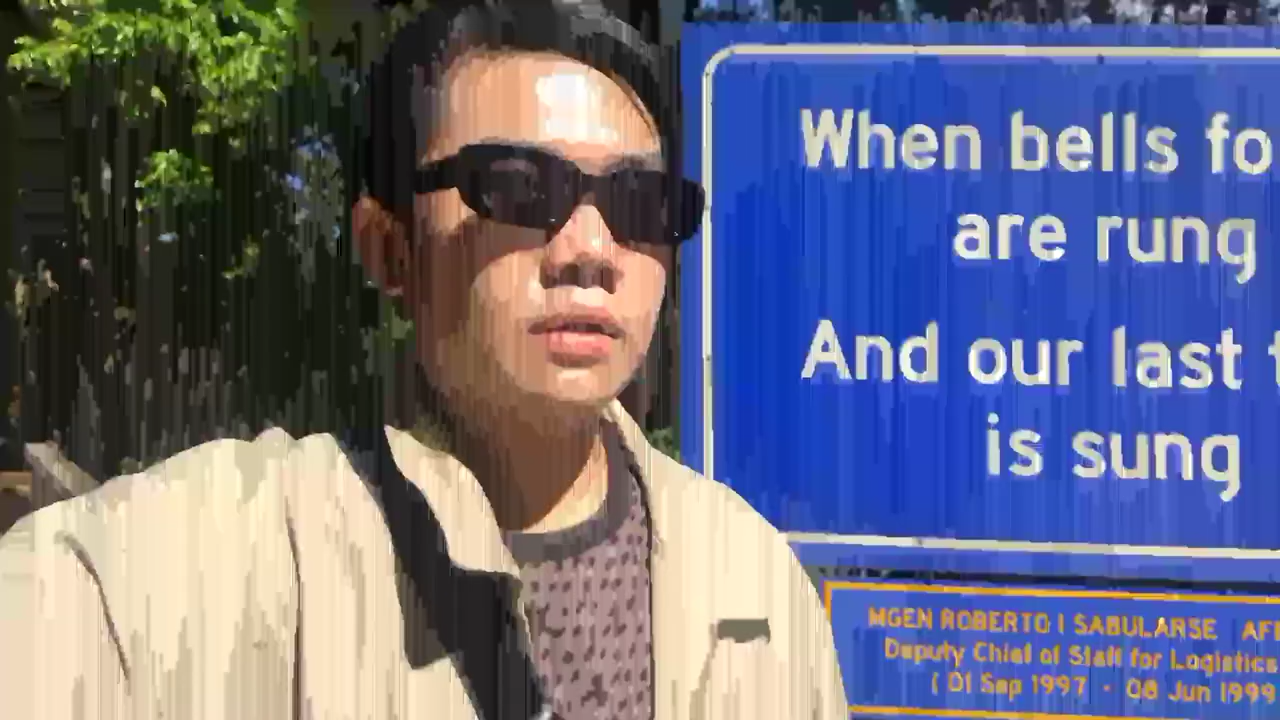 When bells fo
are rung
And our last
is sung
MGEN ROBERTO I SABULARSE AFP
Deputy Chief of Staff for Logistics
( 01 Sep 1997 - 08 Jun 1999